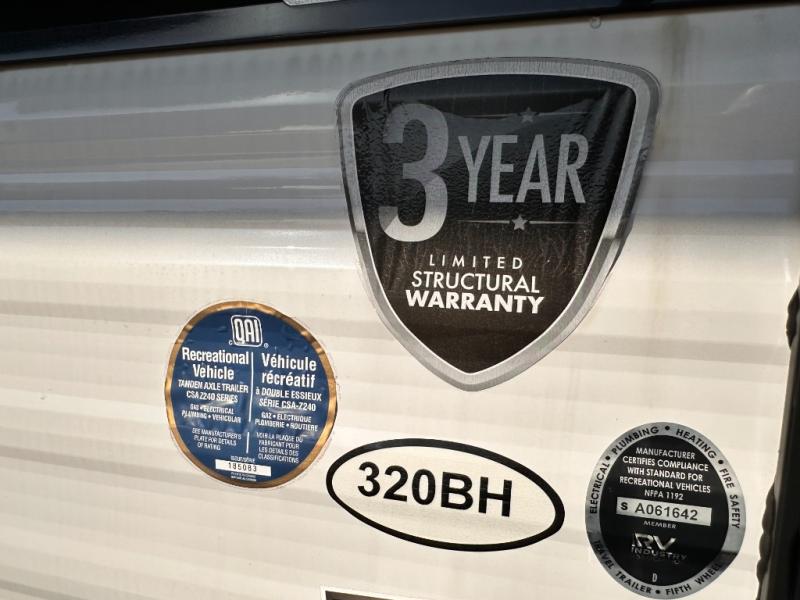 3 YEAR
LIMITED
STRUCTURAL
WARRANTY
QAI
Recreational
Vehicle
TANDEM AXLE TRAILER
CSA Z240 SERIES
GAS • ELECTRICAL
PLUMBING • VEHICULAR
SEE MANUFACTURER'S
PLATE FOR DETAILS
OF RATING
Véhicule
récréatif
à DOUBLE ESSIEUX
SÉRIE CSA-Z240
GAZ • ÉLECTRIQUE
PLOMBERIE • ROUTIERE
VOIR LA PLAQUE DU
FABRICANT POUR
LES DETAILS DES
CLASSIFICATIONS
185083
320BH
ELECTRICAL • PLUMBING • HEATING • FIRE SAFETY
MANUFACTURER
CERTIFIES COMPLIANCE
WITH STANDARD FOR
RECREATIONAL VEHICLES
NFPA 1192
S A061642
MEMBER
RV
INDUSTRY
D
TRAVEL TRAILER • FIFTH WHEEL